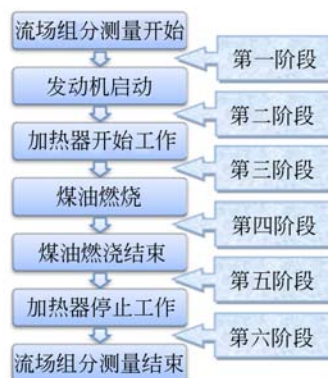 流场组分测量开始
第一阶段
发动机启动
第二阶段
加热器开始工作
第三阶段
煤油燃烧
第四阶段
煤油燃浇结束
第五阶段
加热器停止工作
第六阶段
流场组分测量结束